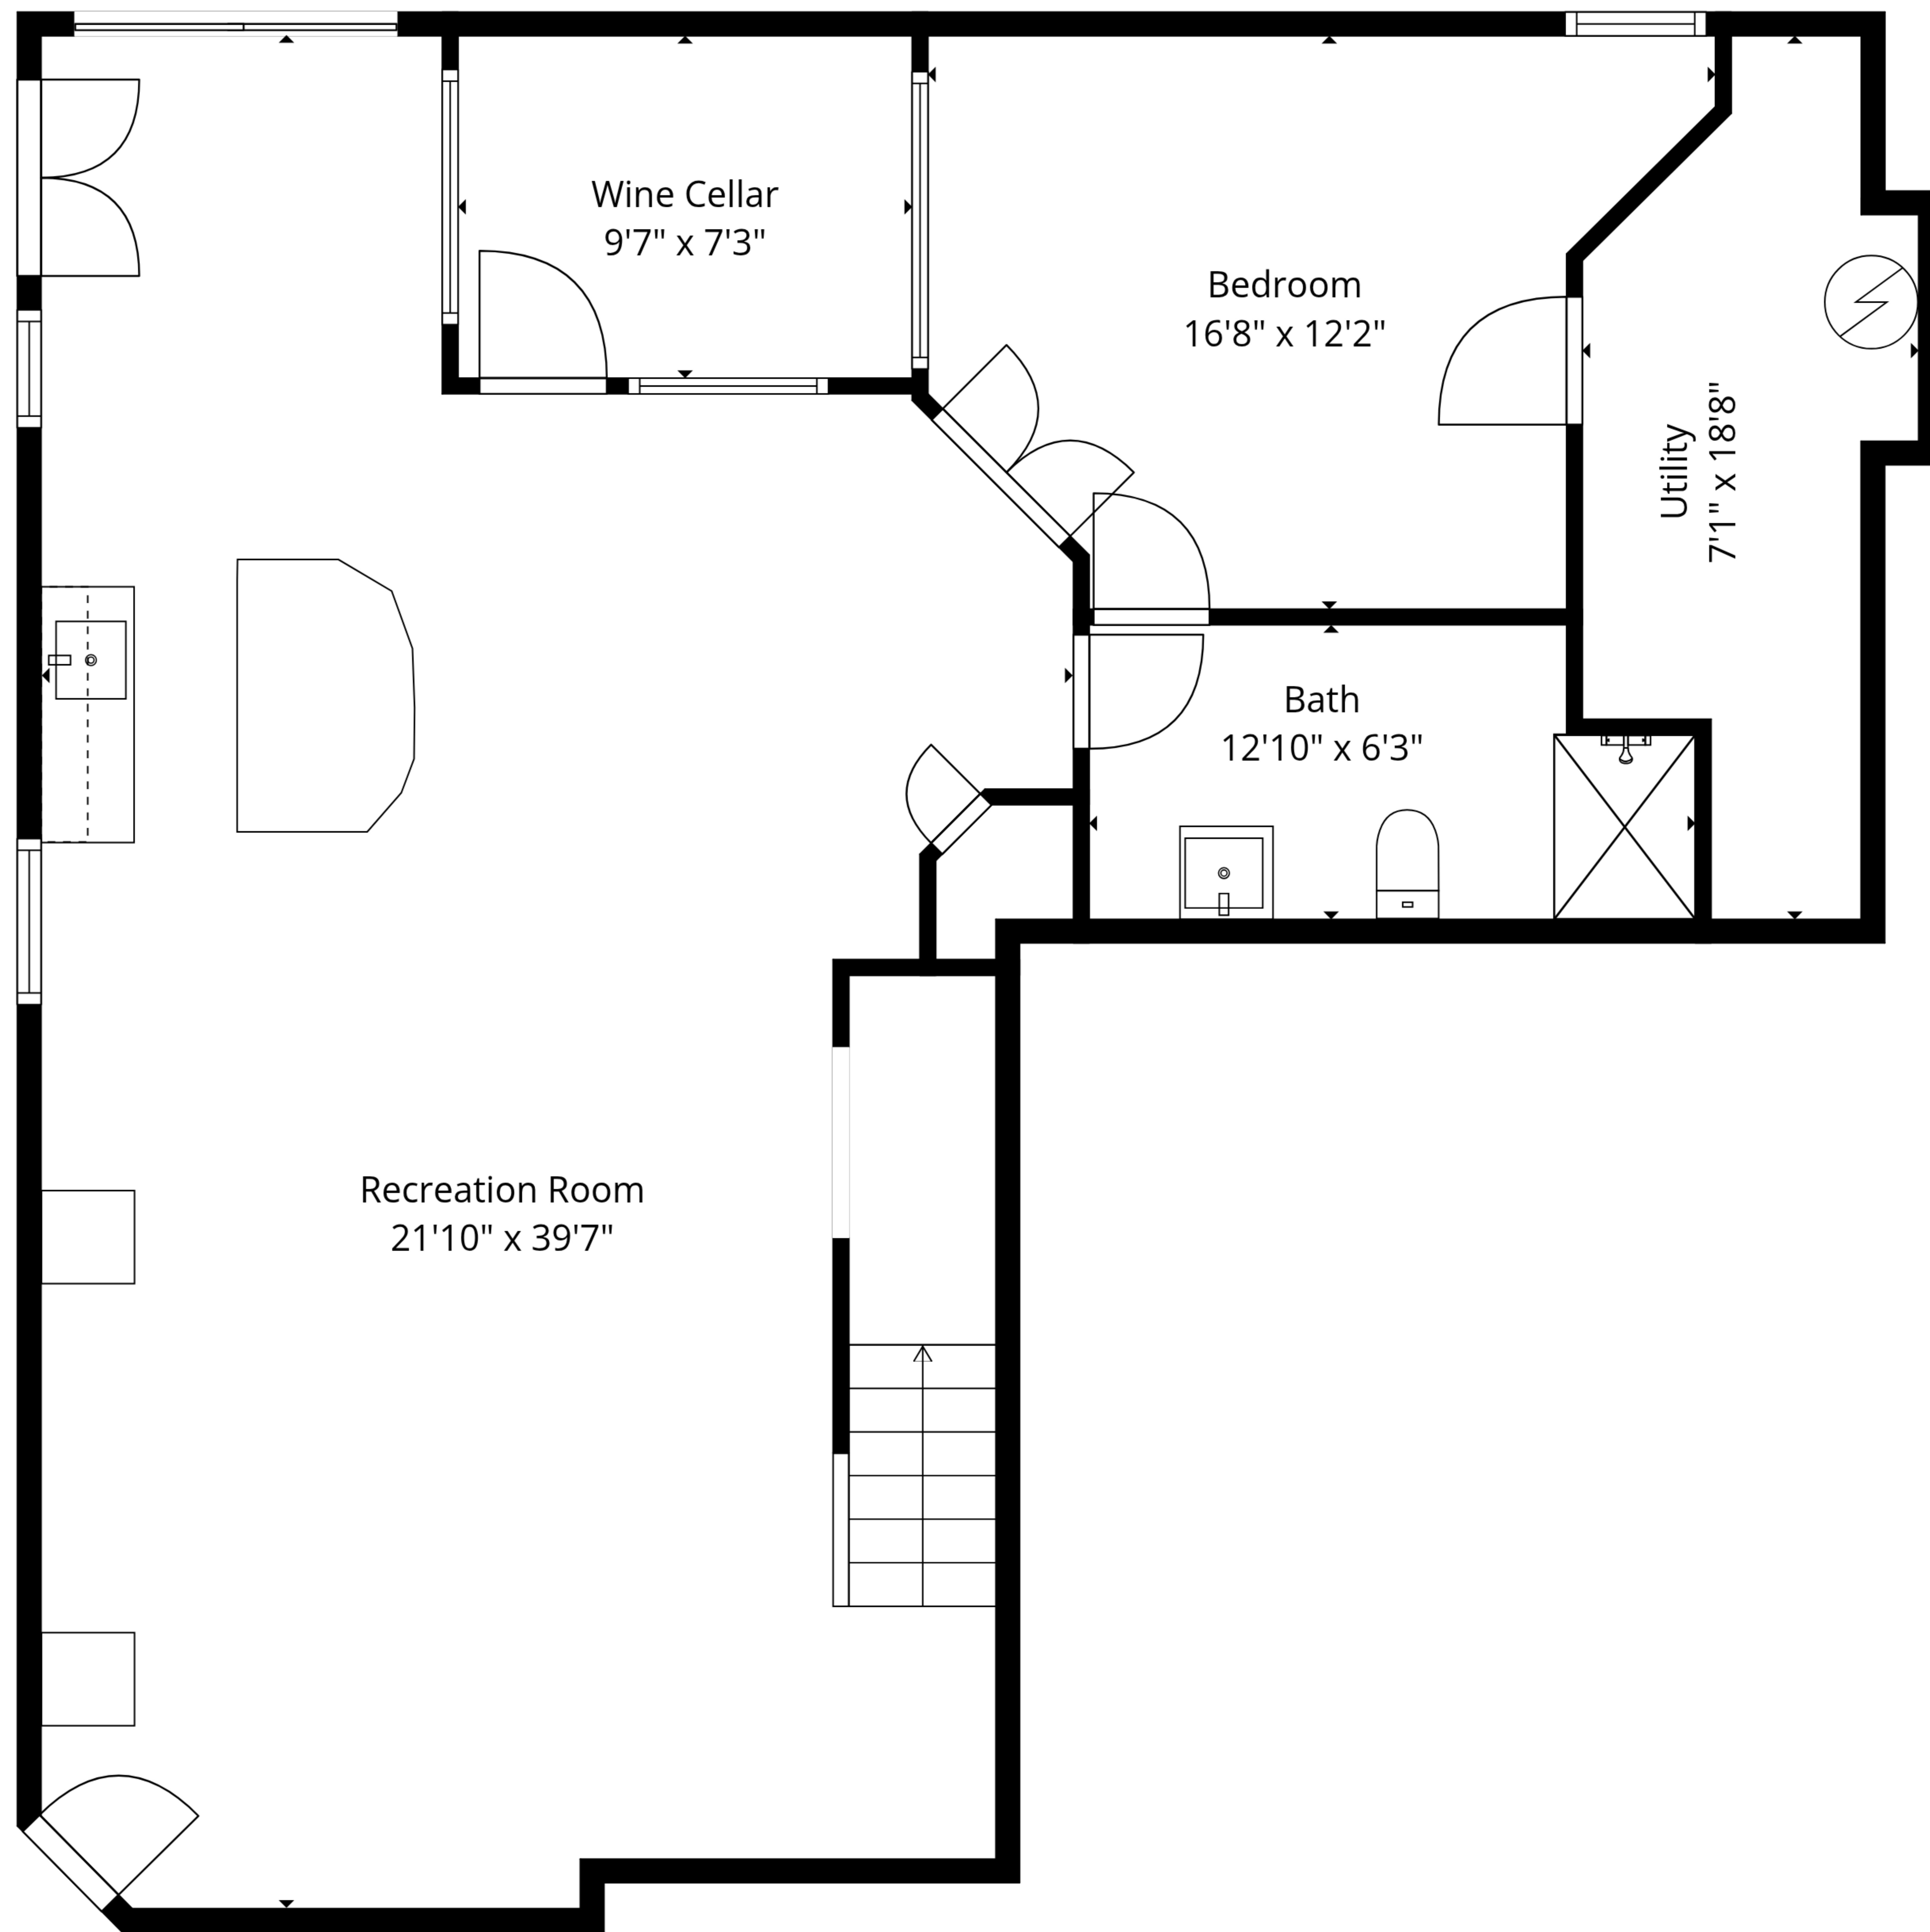 Wine Cellar
9'7" x 7'3"
Bedroom
16'8" x 12'2"
Utility
7'1" x 18'8"
Bath
12'10" x 6'3"
Recreation Room
21'10" x 39'7"